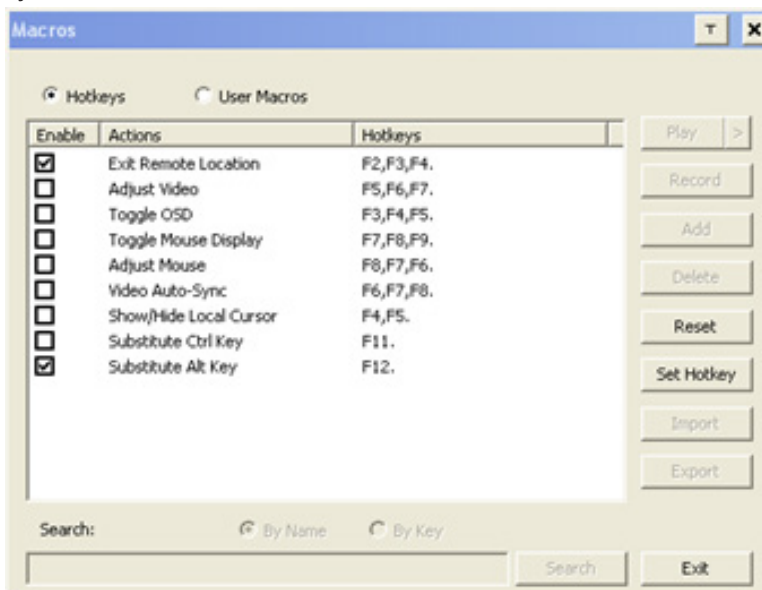 Macros
Hotkeys User Macros
Enable Actions Hotkeys
Exit Remote Location F2,F3,F4.
Adjust Video F5,F6,F7.
Toggle OSD F3,F4,F5.
Toggle Mouse Display F7,F8,F9.
Adjust Mouse F8,F7,F6.
Video Auto-Sync F6,F7,F8.
Show/Hide Local Cursor F4,F5.
Substitute Ctrl Key F11.
Substitute Alt Key F12.
Play >
Record
Add
Delete
Reset
Set Hotkey
Import
Export
Search: By Name By Key
Search Exit